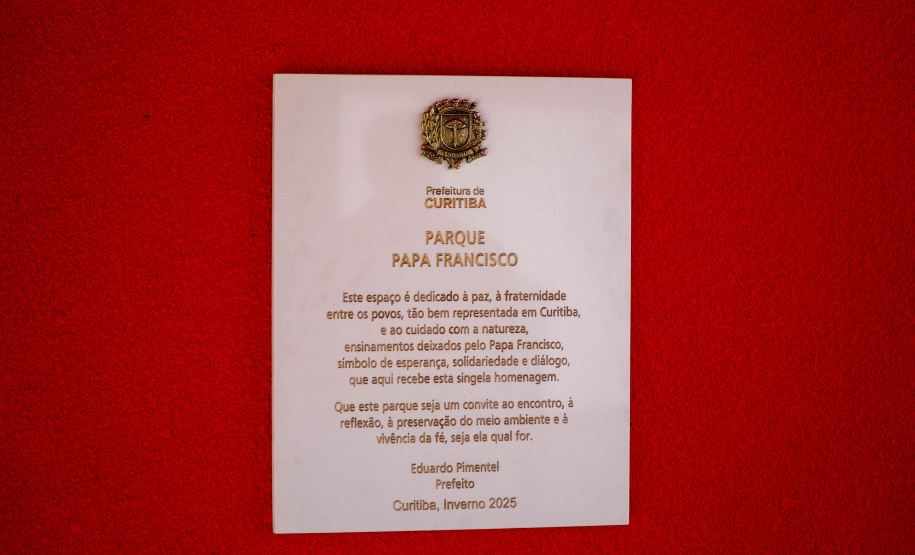 Prefeitura de
CURITIBA
PARQUE
PAPA FRANCISCO
Este espaço é dedicado à paz, à fraternidade
entre os povos, tão bem representada em Curitiba,
e ao cuidado com a natureza,
ensinamentos deixados pelo Papa Francisco,
símbolo de esperança, solidariedade e diálogo,
que aqui recebe esta singela homenagem.
Que este parque seja um convite ao encontro, à
reflexão, à preservação do meio ambiente e à
vivência da fé, seja ela qual for.
Eduardo Pimentel
Prefeito
Curitiba, Inverno 2025